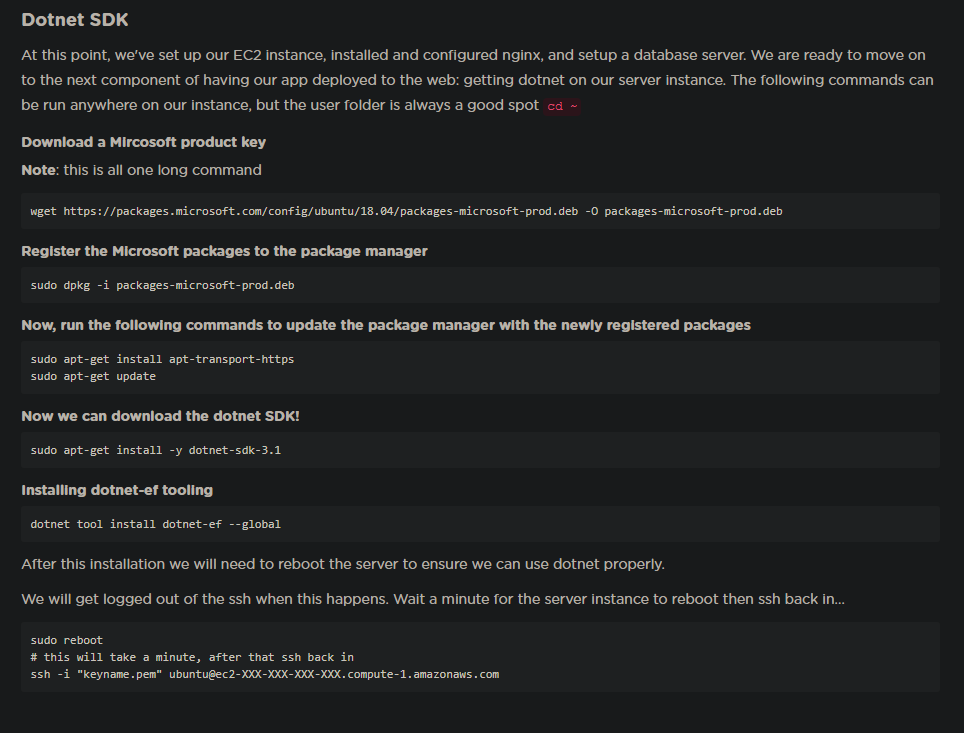 Dotnet SDK
At this point, we've set up our EC2 instance, installed and configured nginx, and setup a database server. We are ready to move on
to the next component of having our app deployed to the web: getting dotnet on our server instance. The following commands can
be run anywhere on our instance, but the user folder is always a good spot cd ~
Download a Mircosoft product key
Note: this is all one long command
wget https://packages.microsoft.com/config/ubuntu/18.04/packages-microsoft-prod.deb -O packages-microsoft-prod.deb
Register the Microsoft packages to the package manager
sudo dpkg -i packages-microsoft-prod.deb
Now, run the following commands to update the package manager with the newly registered packages
sudo apt-get install apt-transport-https
sudo apt-get update
Now we can download the dotnet SDK!
sudo apt-get install -y dotnet-sdk-3.1
Installing dotnet-ef tooling
dotnet tool install dotnet-ef --global
After this installation we will need to reboot the server to ensure we can use dotnet properly.
We will get logged out of the ssh when this happens. Wait a minute for the server instance to reboot then ssh back in...
sudo reboot
# this will take a minute, after that ssh back in
ssh -i "keyname.pem" ubuntu@ec2-XXX-XXX-XXX-XXX.compute-1.amazonaws.com